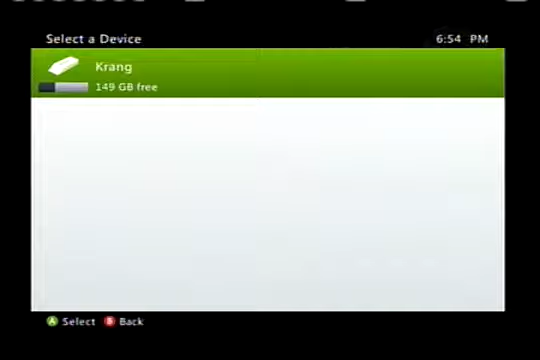 Select a Device
6:54 PM
Krang
149 GB free
A Select B Back